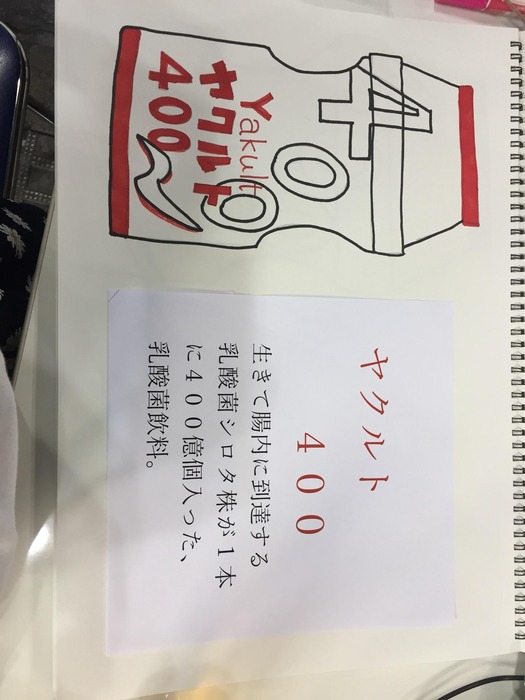 400
Yakult
ヤクルト
400
ヤクルト
400
生きて腸内に到達する
乳酸菌シロタ株が1本
に400億個入った、
乳酸菌飲料。